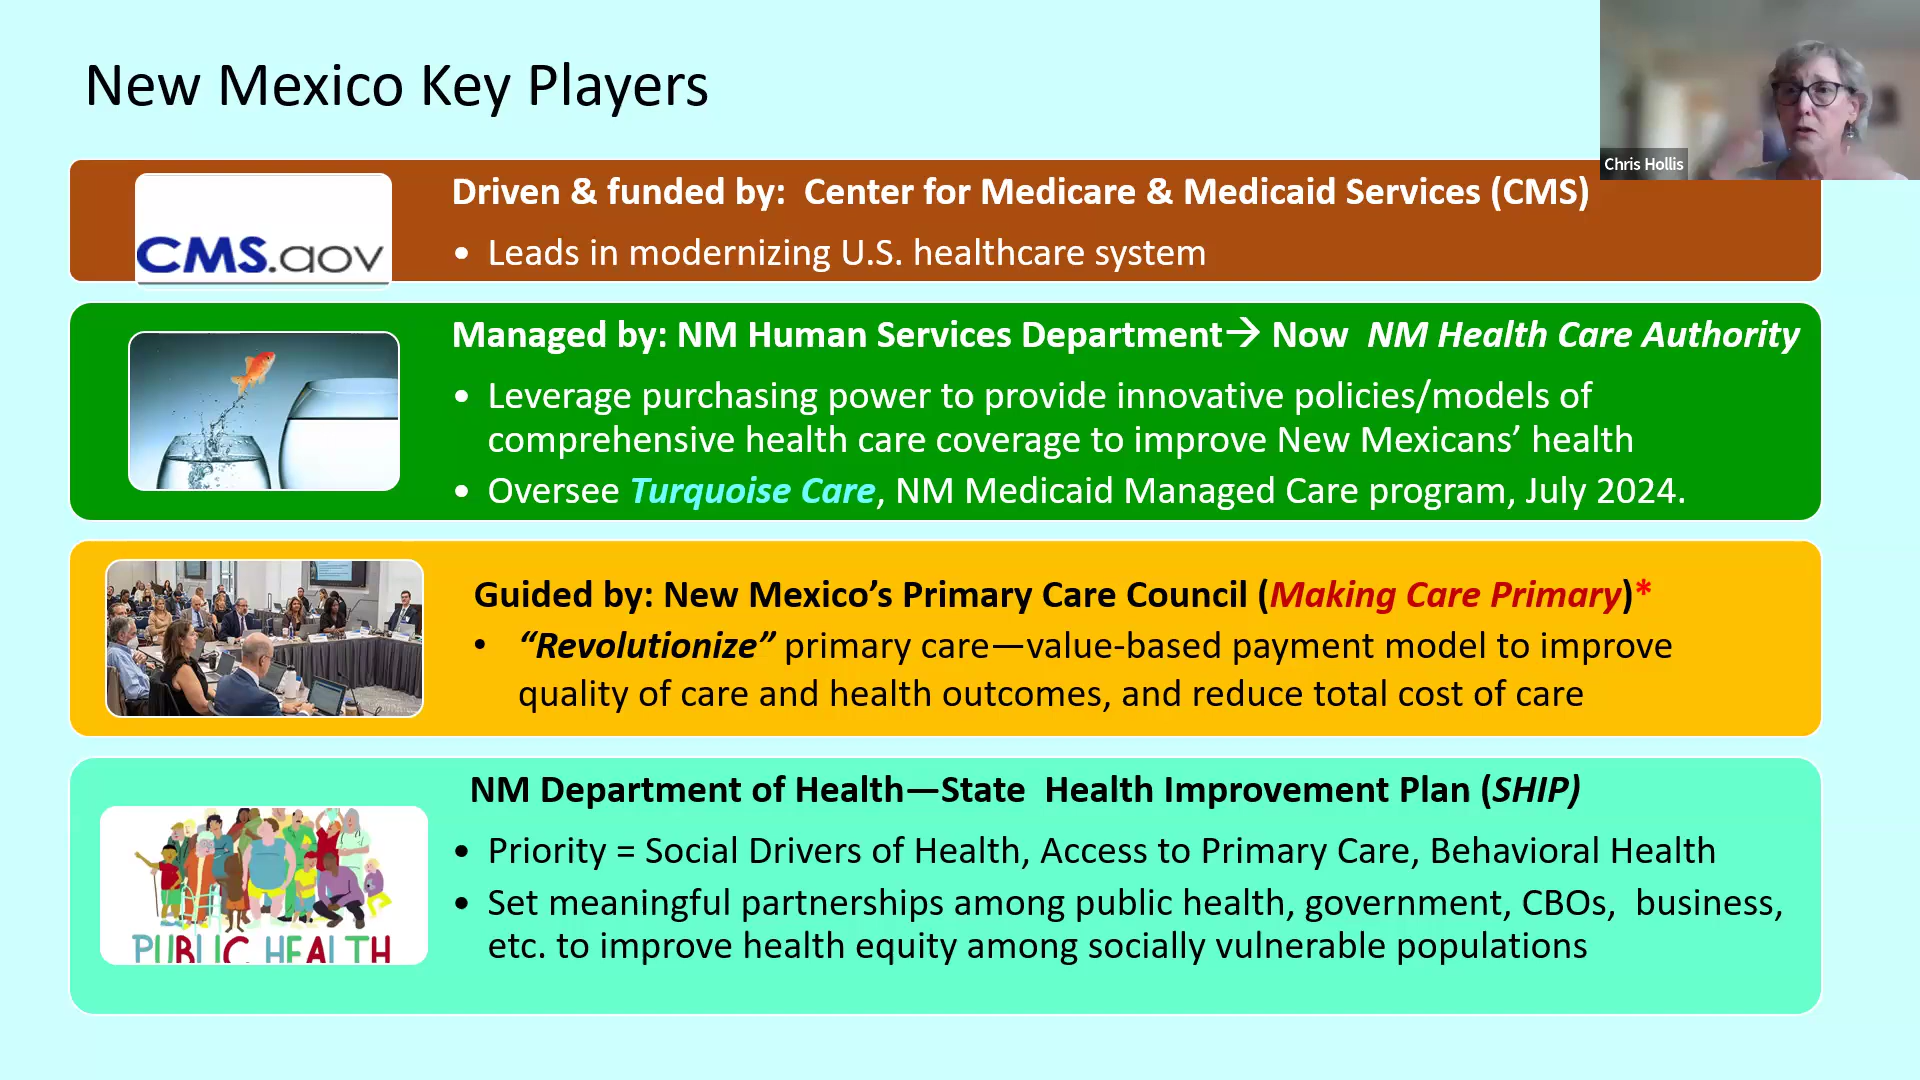 New Mexico Key Players
Chris Hollis
CMS.gov
Driven & funded by:  Center for Medicare & Medicaid Services (CMS)
• Leads in modernizing U.S. healthcare system
Managed by: NM Human Services Department→ Now  NM Health Care Authority
• Leverage purchasing power to provide innovative policies/models of
comprehensive health care coverage to improve New Mexicans’ health
• Oversee Turquoise Care, NM Medicaid Managed Care program, July 2024.
Guided by: New Mexico’s Primary Care Council (Making Care Primary)*
• “Revolutionize” primary care—value-based payment model to improve
quality of care and health outcomes, and reduce total cost of care
NM Department of Health—State  Health Improvement Plan (SHIP)
• Priority = Social Drivers of Health, Access to Primary Care, Behavioral Health
• Set meaningful partnerships among public health, government, CBOs,  business,
etc. to improve health equity among socially vulnerable populations
PUBLIC HEALTH